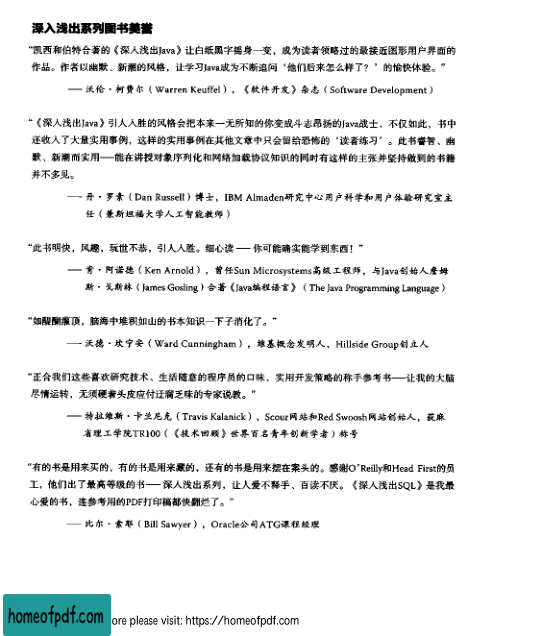 深入浅出系列图书美誉
“凯西和伯特合著的《深入浅出Java》让白纸黑字摇身一变，成为读者领略过的最接近图形用户界面的
作品。作者以幽默、新潮的风格，让学习Java成为不断追问‘他们后来怎么样了？’的愉快体验。”
—— 沃伦·柯费尔（Warren Keuffel），《软件开发》杂志（Software Development）
“《深入浅出Java》引人入胜的风格会把本来一无所知的你变成斗志昂扬的Java战士，不仅如此，书中
还收入了大量实用事例，这样的实用事例在其他文章中只会留给恐怖的‘读者练习’。此书睿智、幽
默、新潮而实用——能在讲授对象序列化和网络加载协议知识的同时有这样的主张并坚持做到的书籍
并不多见。
—— 丹·罗素（Dan Russell）博士，IBM Almaden研究中心用户科学和用户体验研究室主
任（兼斯坦福大学人工智能教师）
“此书明快，风趣，玩世不恭，引人入胜。细心读——你可能确实能学到东西！”
—— 肯·阿诺德（Ken Arnold），曾任Sun Microsystems高级工程师，与Java创始人詹姆
斯·戈斯林（James Gosling）合著《Java编程语言》（The Java Programming Language）
“如醍醐灌顶，脑海中堆积如山的书本知识一下子消化了。”
—— 沃德·坎宁安（Ward Cunningham），维基概念发明人，Hillside Group创立人
“正合我们这些喜欢研究技术、生活随意的程序员的口味，实用开发策略的称手参考书——让我的大脑
尽情运转，无须硬着头皮应付迂腐乏味的专家说教。”
—— 特拉维斯·卡兰尼克（Travis Kalanick），Scour网站和Red Swoosh网站创始人，获麻
省理工学院TR100（《技术回顾》世界百名青年创新学者）称号
“有的书是用来买的，有的书是用来藏的，还有的书是用来摆在案头的。感谢O'Reilly和Head First的员
工，他们出了最高等级的书——深入浅出系列，让人爱不释手、百读不厌。《深入浅出SQL》是我最
心爱的书，连参考用的PDF打印稿都快翻烂了。”
—— 比尔·索耶（Bill Sawyer），Oracle公司ATG课程经理
homeofpdf.com
ore please visit: https://homeofpdf.com